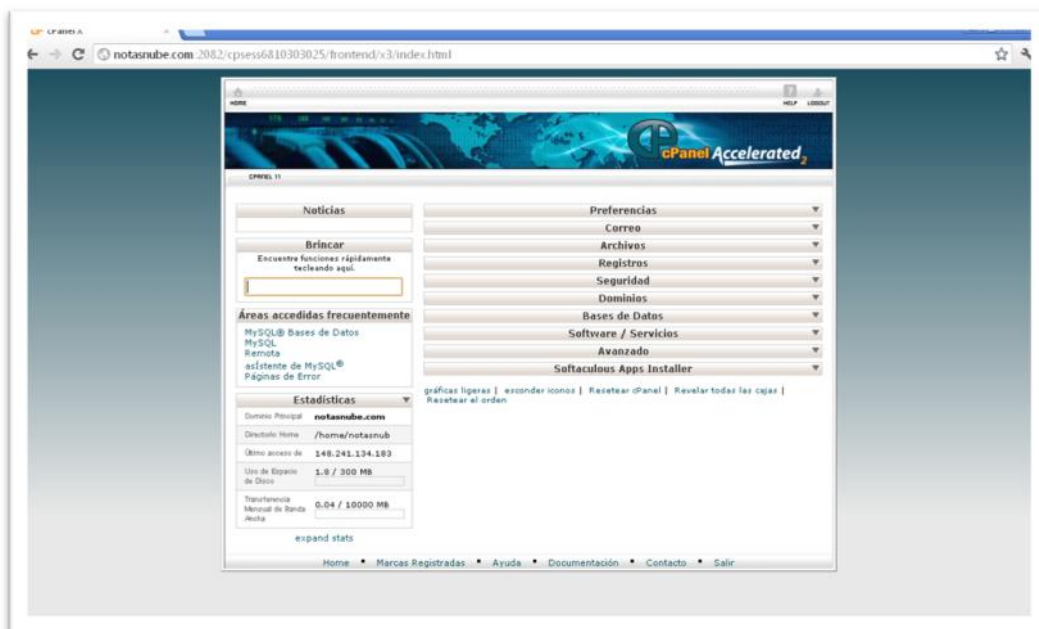 cPanel X
notasnube.com:2082/cpsess6810303025/frontend/x3/index.html
HOME
HELP LOGOUT
cPanel Accelerated2
CPANEL 11
Noticias
Brincar
Encuentre funciones rápidamente
tecleando aquí.
Áreas accedidas frecuentemente
MySQL® Bases de Datos
MySQL
Remota
asistente de MySQL®
Páginas de Error
Estadísticas
Dominio Principal notasnube.com
Directorio Home /home/notasnub
Último acceso de 148.241.134.183
Uso de Espacio
de Disco
1.8 / 300 MB
Transferencia
Mensual de Banda
Ancha
0.04 / 10000 MB
expand stats
Preferencias
Correo
Archivos
Registros
Seguridad
Dominios
Bases de Datos
Software / Servicios
Avanzado
Softaculous Apps Installer
gráficas ligeras | esconder iconos | Resetear cPanel | Revelar todas las cajas |
Resetear el orden
Home • Marcas Registradas • Ayuda • Documentación • Contacto • Salir